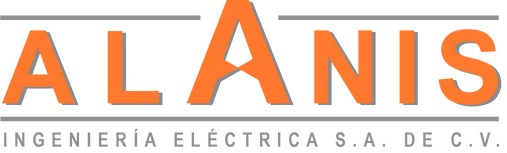 ALANIS
INGENIERÍA ELÉCTRICA S.A. DE C.V.